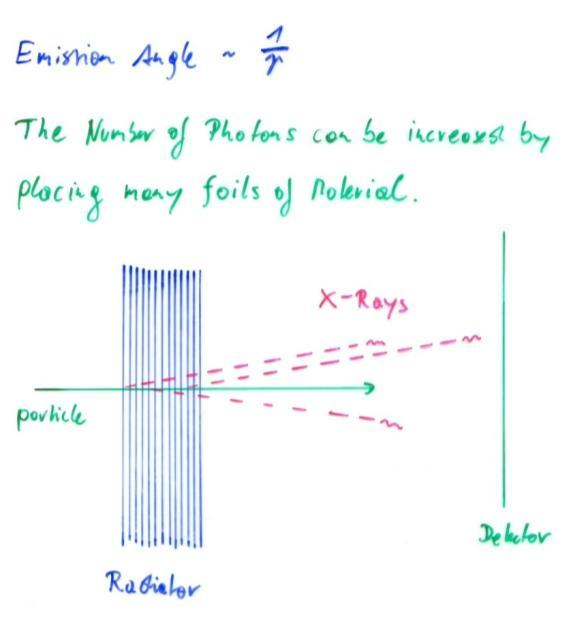 Emission Angle ~ 1/γ
The Number of Photons can be increased by
placing many foils of Material.
X-Rays
particle
Detector
Radiator